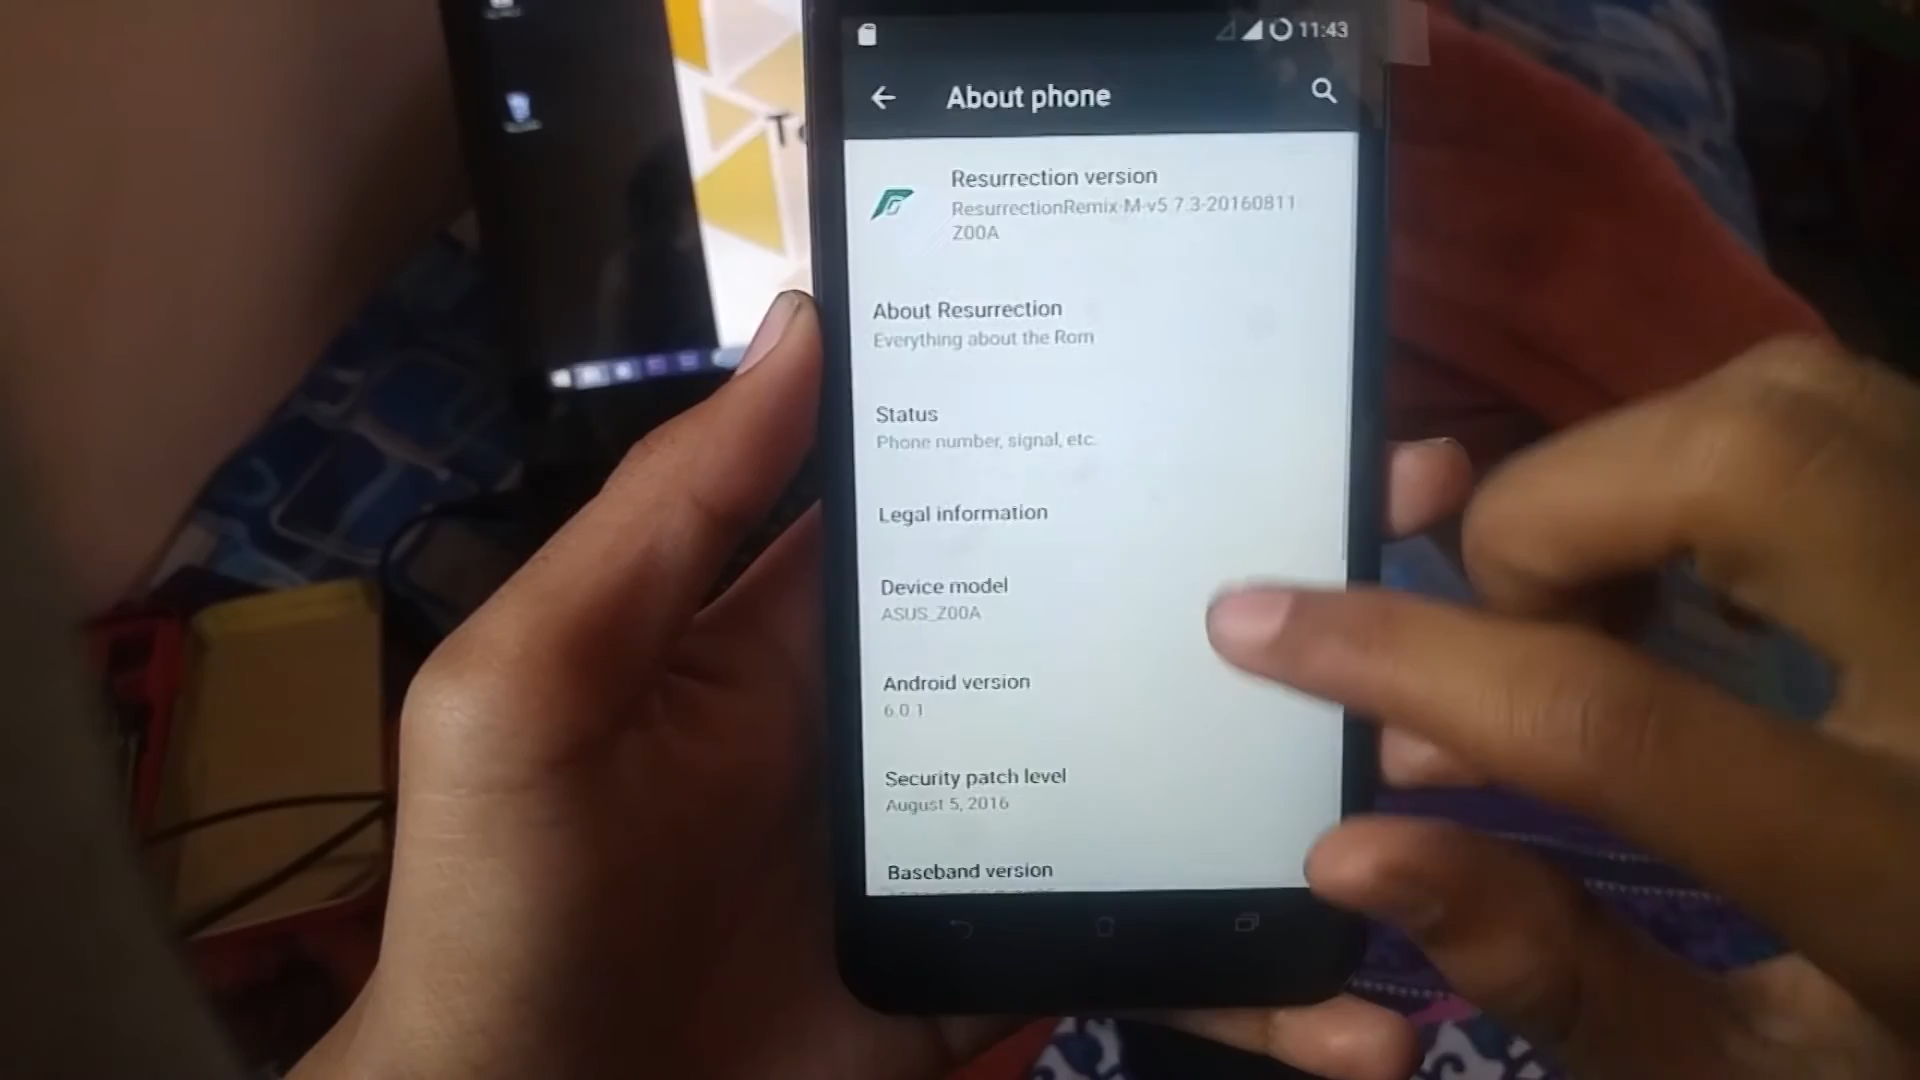 11:43
About phone
Resurrection version
ResurrectionRemix-M-v5.7.3-20160811
Z00A
About Resurrection
Everything about the Rom
Status
Phone number, signal, etc.
Legal information
Device model
ASUS_Z00A
Android version
6.0.1
Security patch level
August 5, 2016
Baseband version